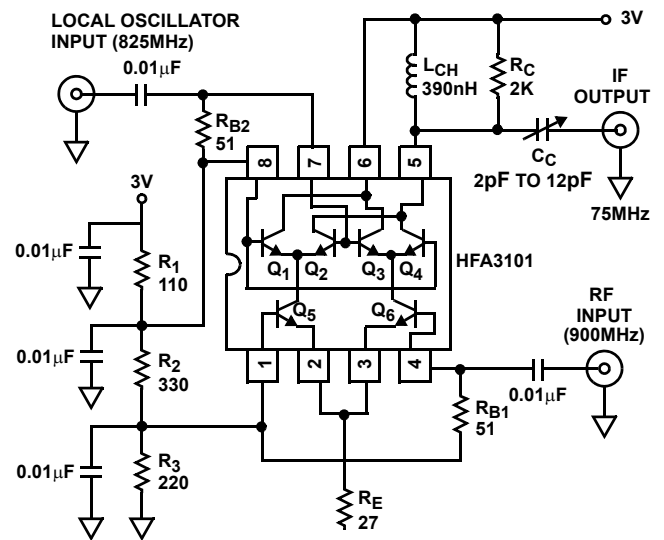 LOCAL OSCILLATOR
INPUT (825MHz)
0.01μF
3V
LCH
390nH
RC
2K
IF
OUTPUT
RB2
51
CC
2pF TO 12pF
75MHz
8
7
6
5
3V
0.01μF
R1
110
Q1
Q2
Q3
Q4
HFA3101
Q5
Q6
RF
INPUT
(900MHz)
0.01μF
R2
330
1
2
3
4
0.01μF
RB1
51
0.01μF
R3
220
RE
27